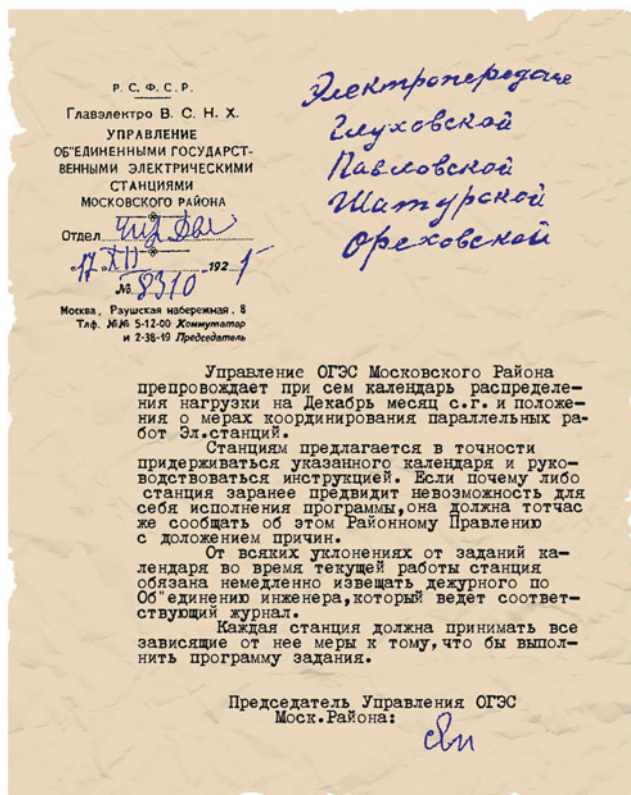 Р. С. Ф. С. Р.
Главэлектро В. С. Н. Х.
УПРАВЛЕНИЕ
ОБ"ЕДИНЕННЫМИ ГОСУДАРСТ-
ВЕННЫМИ ЭЛЕКТРИЧЕСКИМИ
СТАНЦИЯМИ
МОСКОВСКОГО РАЙОНА
Отдел
"17" XII 1921
№ 8310
Москва, Раушская набережная, 8
Тлф. №№ 5-12-00 Коммутатор
и 2-38-19 Председатель
Электропередаче
Глуховской
Павловской
Шатурской
Ореховской
Управление ОГЭС Московского Района
препровождает при сем календарь распределе-
ния нагрузки на Декабрь месяц с.г. и положе-
ния о мерах координирования параллельных ра-
бот Эл.станций.
Станциям предлагается в точности
придерживаться указанного календаря и руко-
водствоваться инструкцией. Если почему либо
станция заранее предвидит невозможность для
себя исполнения программы,она должна тотчас
же сообщать об этом Районному Правлению
с доложением причин.
От всяких уклонениях от заданий ка-
лендаря во время текущей работы станция
обязана немедленно извещать дежурного по
Об"единению инженера,который ведет соответ-
ствующий журнал.
Каждая станция должна принимать все
зависящие от нее меры к тому,что бы выпол-
нить программу задания.
Председатель Управления ОГЭС
Моск.Района: